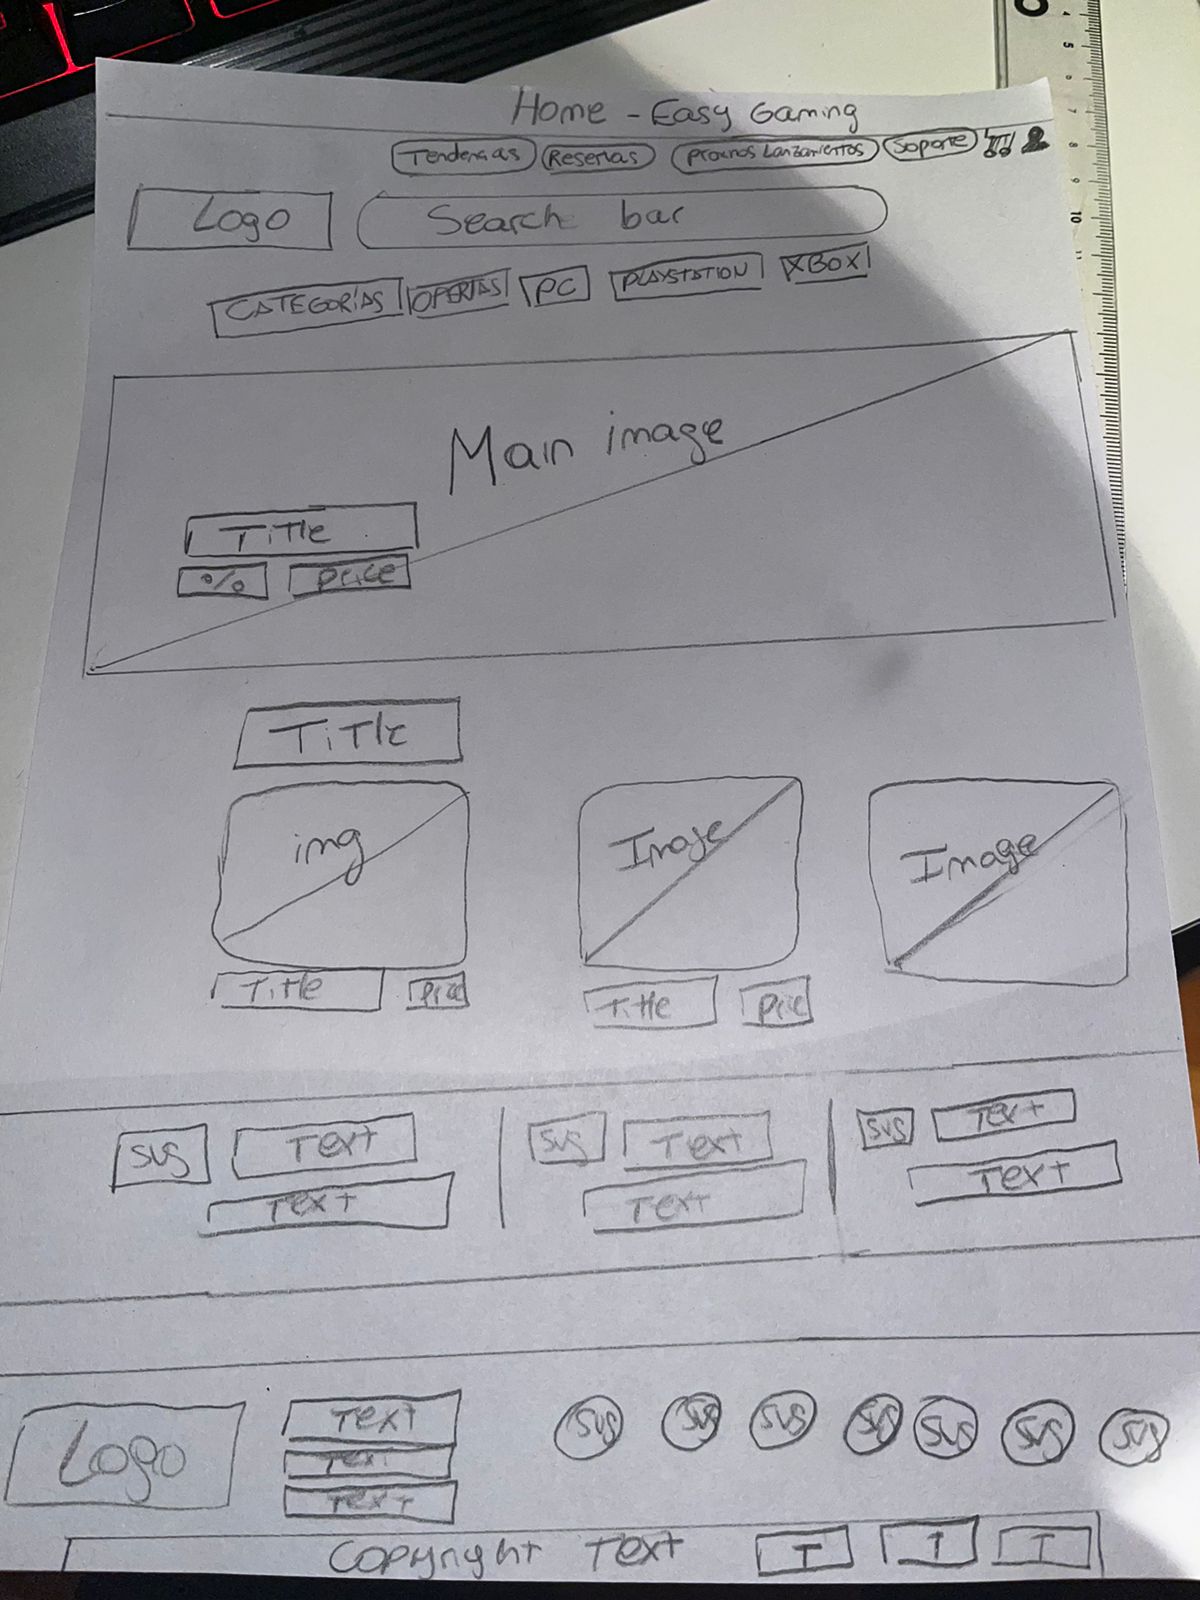 Home - Easy Gaming
Tendencias Reservas Proximos Lanzamientos Soporte
Logo Search bar
CATEGORÍAS OFERTAS PC PLAYSTATION XBOX
Main image
Title
% Price
Title
img Image Image
Title Price Title Price
SVG Text SVG Text SVG Text
Text Text Text
Logo Text SVG SVG SVG SVG SVG SVG SVG
Text
Text
Copyright Text T T T